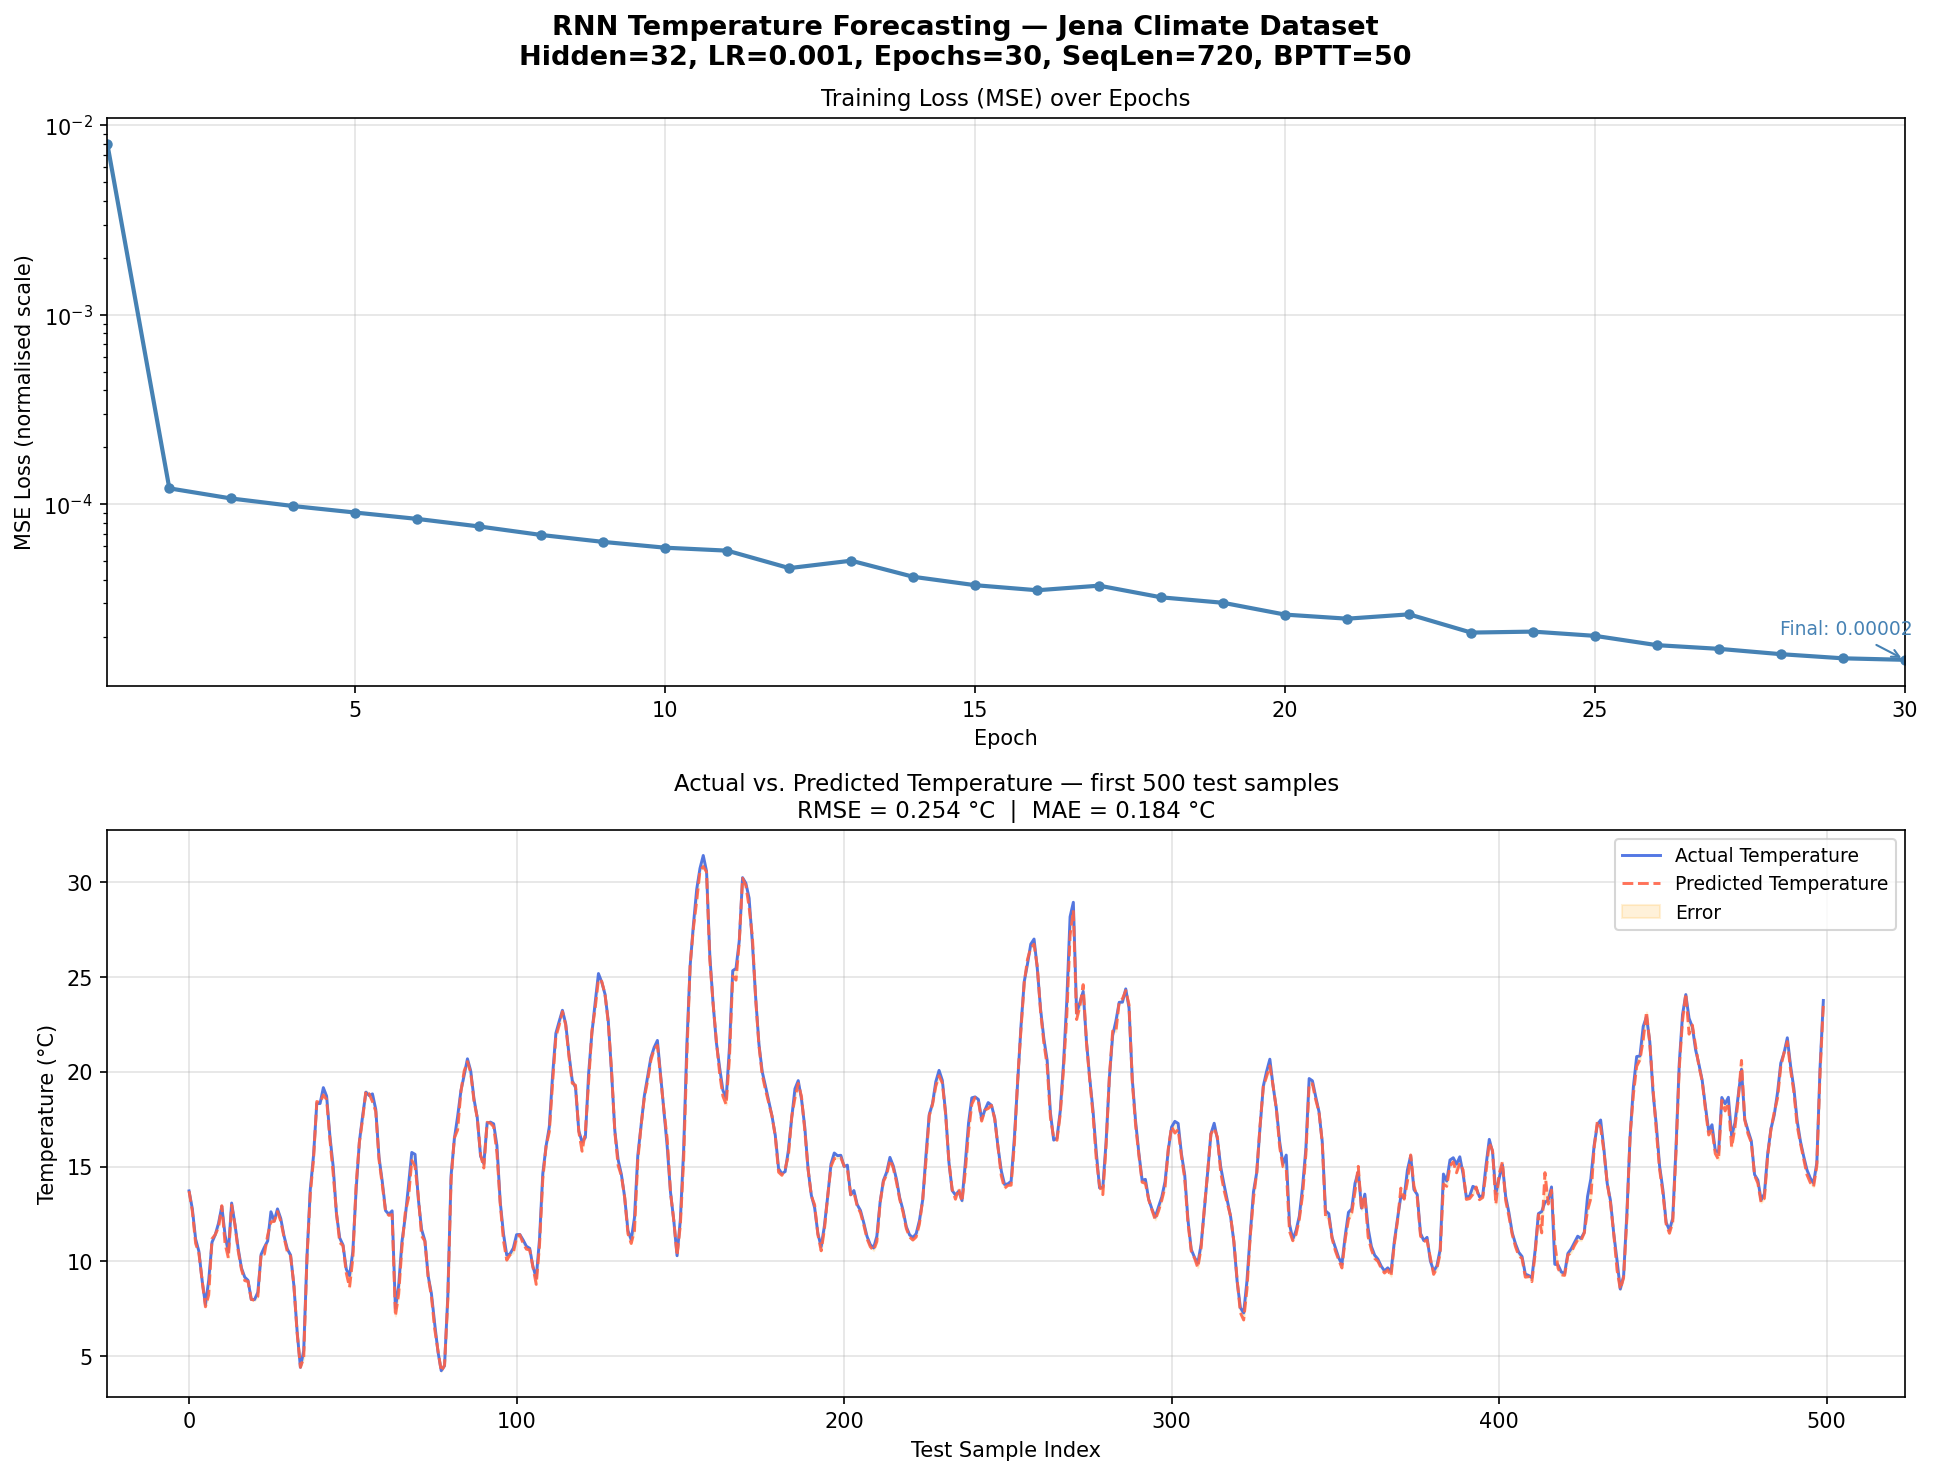 RNN Temperature Forecasting — Jena Climate Dataset
Hidden=32, LR=0.001, Epochs=30, SeqLen=720, BPTT=50
Training Loss (MSE) over Epochs
MSE Loss (normalised scale)
10⁻²
10⁻³
10⁻⁴
Final: 0.00002
5 10 15 20 25 30
Epoch
Actual vs. Predicted Temperature — first 500 test samples
RMSE = 0.254 °C | MAE = 0.184 °C
Temperature (°C)
30
25
20
15
10
5
Actual Temperature
Predicted Temperature
Error
0 100 200 300 400 500
Test Sample Index